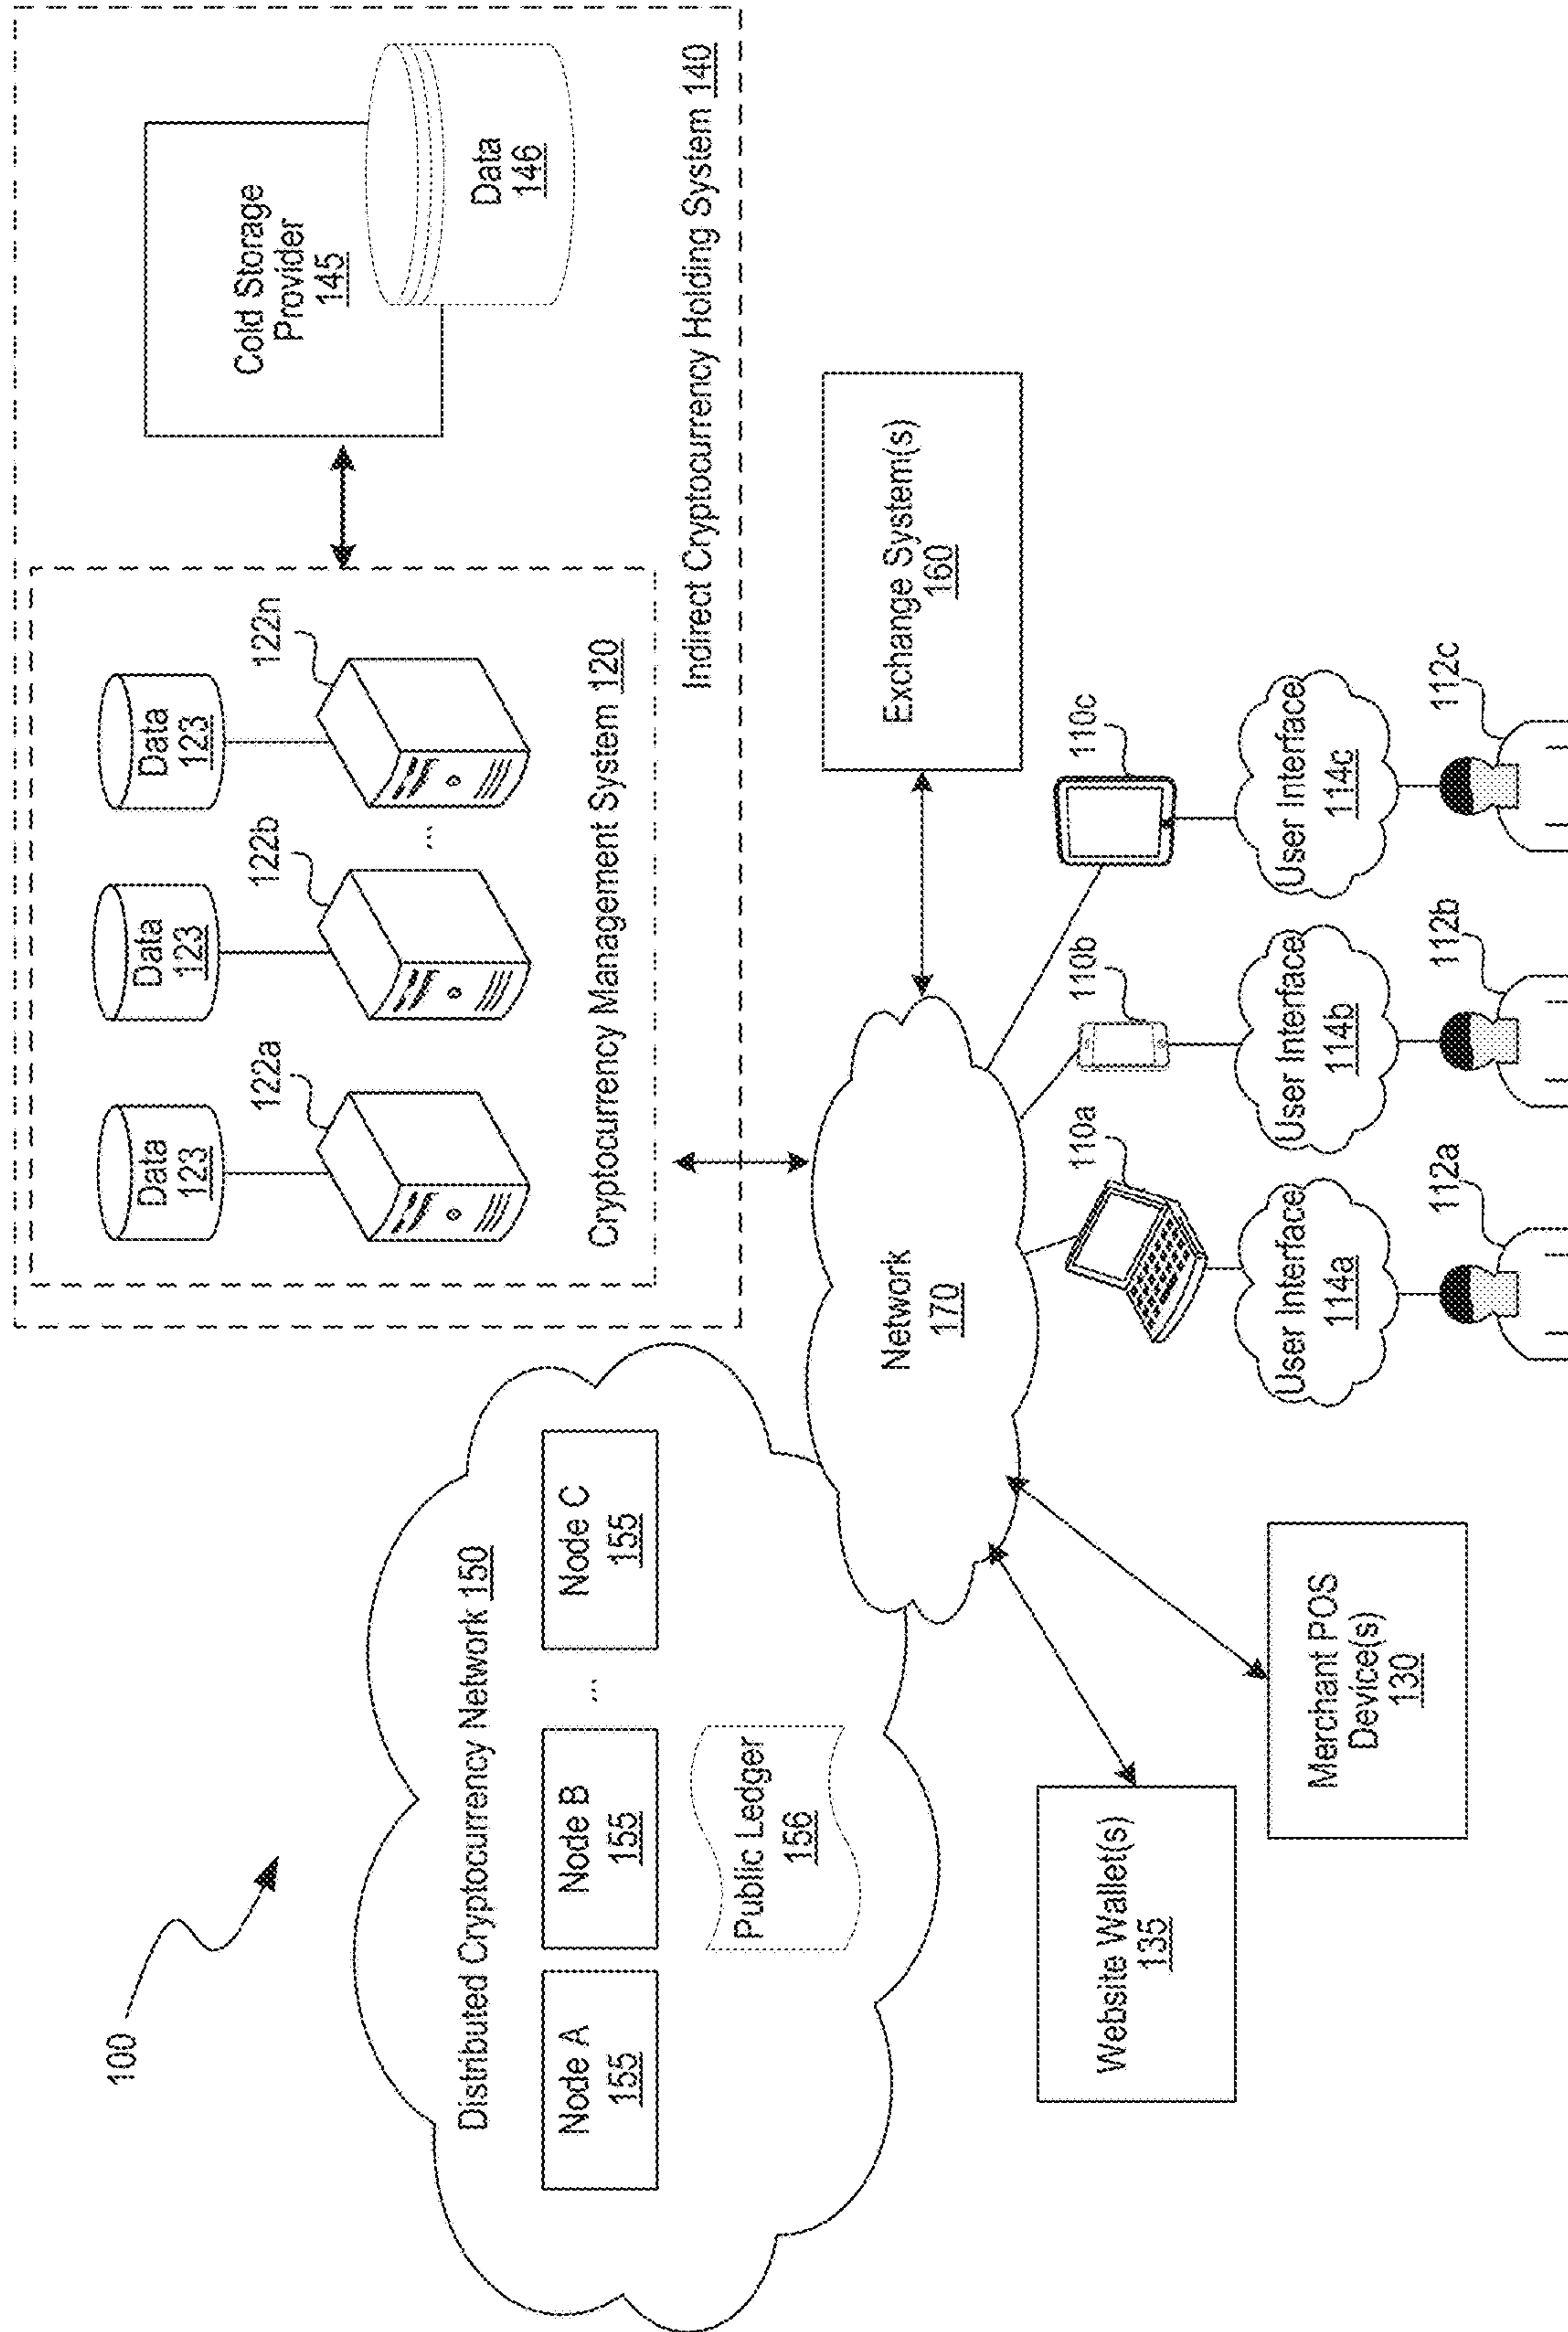 100
Distributed Cryptocurrency Network 150
Node A
155
Node B
155
...
Node C
155
Public Ledger
156
Data
123
Data
123
Data
123
122a
122b
...
122n
Cryptocurrency Management System 120
Cold Storage
Provider
145
Data
146
Indirect Cryptocurrency Holding System 140
Network
170
Exchange System(s)
160
Website Wallet(s)
135
Merchant POS
Device(s)
130
110a
110b
110c
User Interface
114a
User Interface
114b
User Interface
114c
112a
112b
112c